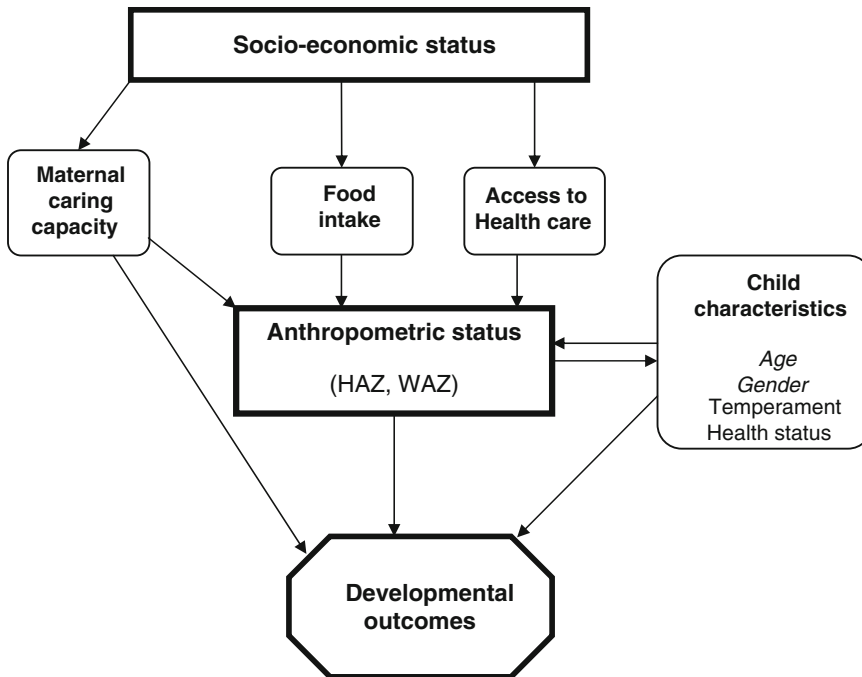 Socio-economic status
Maternal
caring
capacity
Food
intake
Access to
Health care
Child
characteristics
Age
Gender
Temperament
Health status
Anthropometric status
(HAZ, WAZ)
Developmental
outcomes